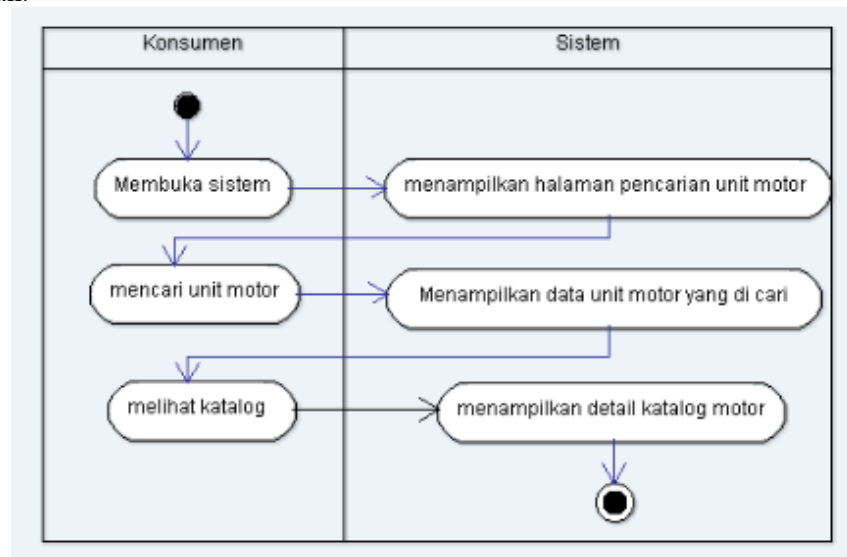 Konsumen
Sistem
Membuka sistem
menampilkan halaman pencarian unit motor
mencari unit motor
Menampilkan data unit motor yang di cari
melihat katalog
menampilkan detail katalog motor